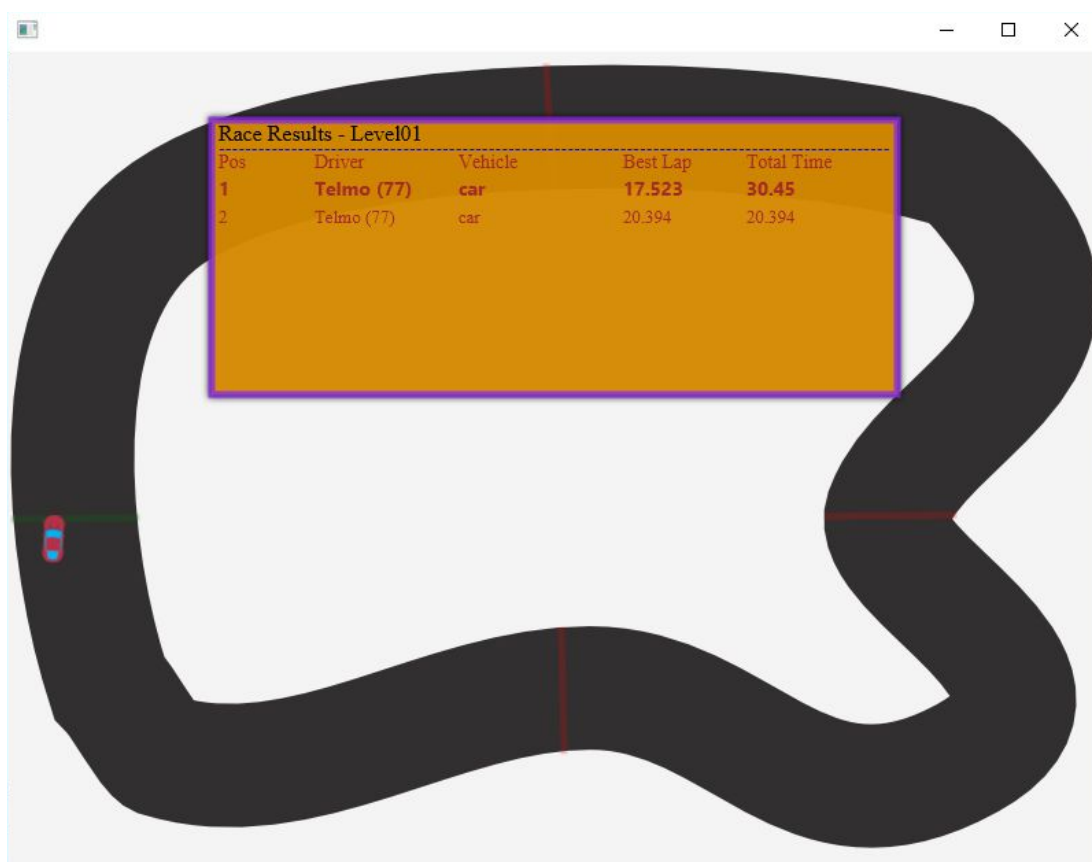 Race Results - Level01
Pos Driver Vehicle Best Lap Total Time
1 Telmo (77) car 17.523 30.45
2 Telmo (77) car 20.394 20.394